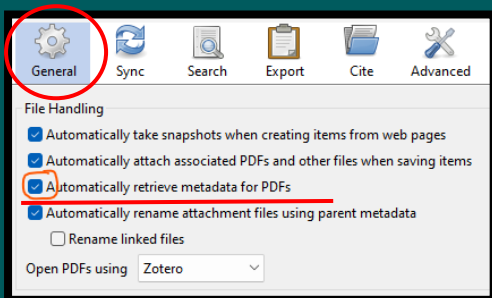 General Sync Search Export Cite Advanced
File Handling
Automatically take snapshots when creating items from web pages
Automatically attach associated PDFs and other files when saving items
Automatically retrieve metadata for PDFs
Automatically rename attachment files using parent metadata
Rename linked files
Open PDFs using Zotero